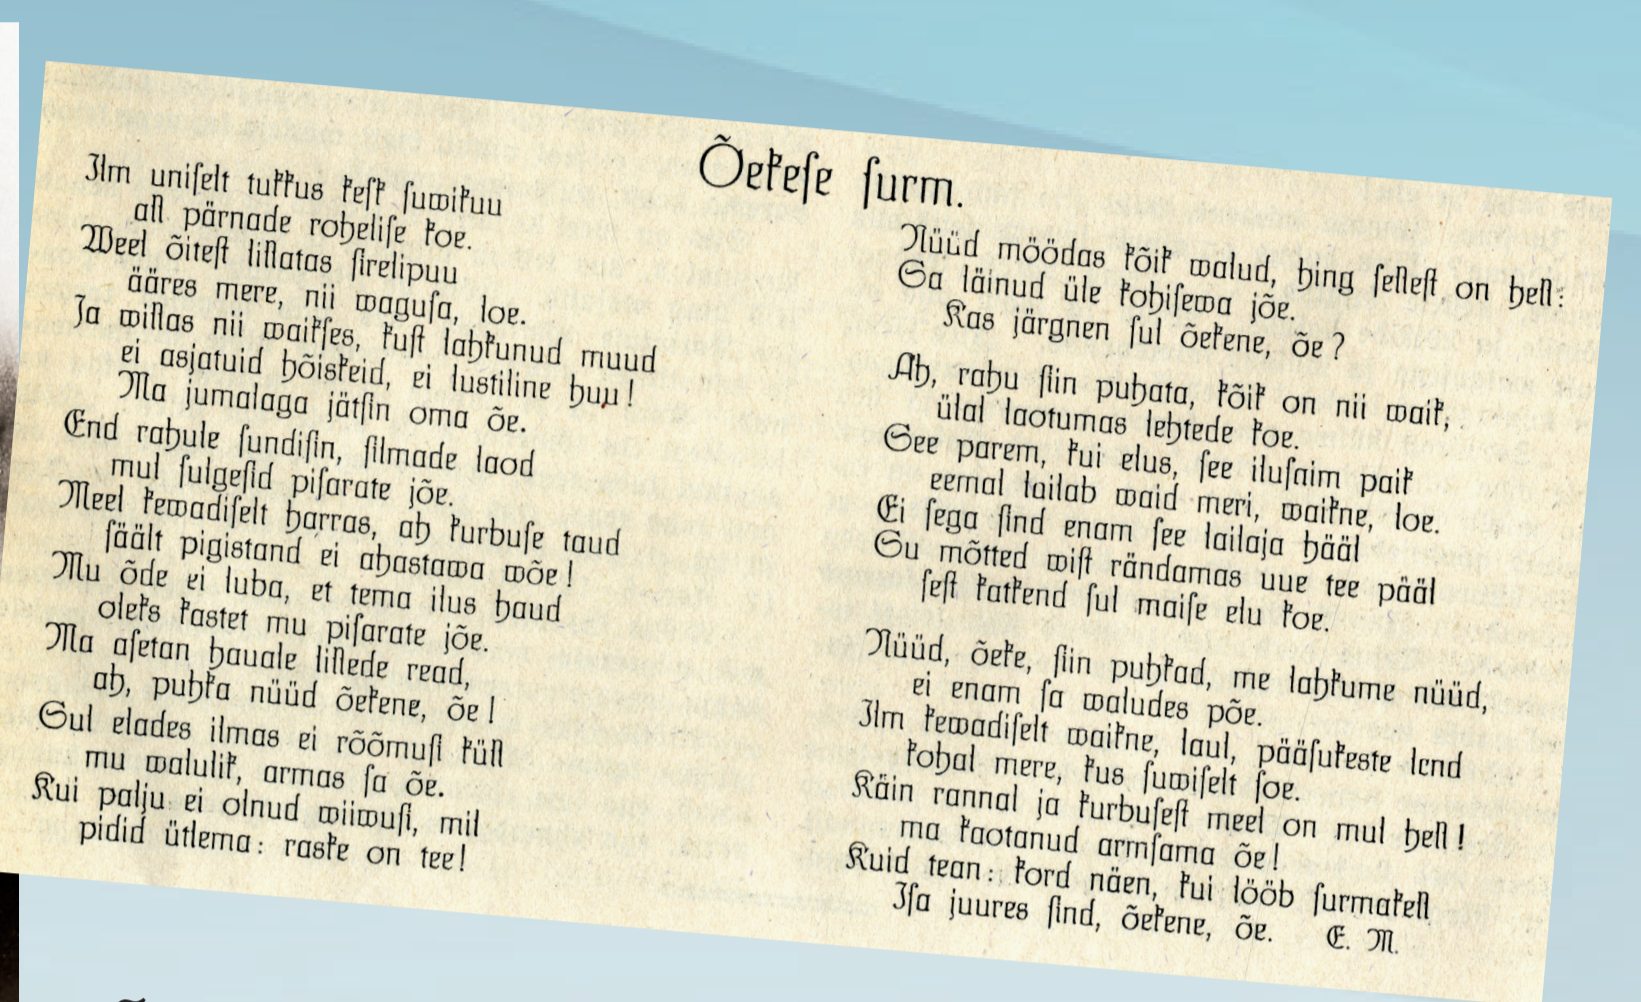 Õekese surm.
Ilm uniselt tukkus kesk suwikuu
all pärnade rohelise koe.
Weel õitest lillatas sirelipuu
ääres mere, nii wagusa, loe.
Ja willas nii waikses, kust lahkunud muud
ei asjatuid hõiskeid, ei lustiline huu!
Ma jumalaga jätsin oma õe.
End rahule sundisin, silmade laod
mul sulgesid pisarate jõe.
Meel kewadiselt harras, ah kurbuse taud
säält pigistand ei ahastawa wõe!
Mu õde ei luba, et tema ilus haud
oleks kastet mu pisarate jõe.
Ma asetan hauale lillede read,
ah, puhka nüüd õekene, õe!
Sul elades ilmas ei rõõmusi küll
mu walulik, armas sa õe.
Kui palju ei olnud wiiwusi, mil
pidid ütlema: raske on tee!
Nüüd möödas kõik walud, hing sellest on hell:
Sa läinud üle kohisewa jõe.
Kas järgnen sul õekene, õe?
Ah, rahu siin puhata, kõik on nii waik;
ülal laotumas lehtede koe.
See parem, kui elus, see ilusaim paik
eemal lailab waid meri, waikne, loe.
Ei sega sind enam see lailaja hääl
Su mõtted wist rändamas uue tee pääl
sest katkend sul maise elu koe.
Nüüd, õeke, siin puhkad, me lahkume nüüd,
ei enam sa waludes põe.
Ilm kewadiselt waikne, laul, pääsukeste lend
kohal mere, kus suwiselt soe.
Käin rannal ja kurbusest meel on mul hell!
ma kaotanud armsama õe!
Kuid tean: kord näen, kui lööb surmakell
Isa juures sind, õekene, õe. E. M.